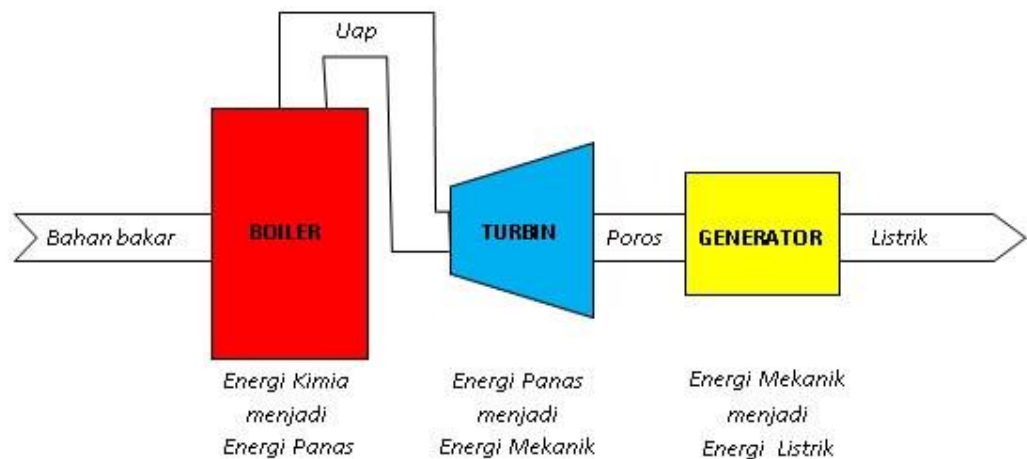 Uap
Bahan bakar
BOILER
TURBIN
Poros
GENERATOR
Listrik
Energi Kimia
menjadi
Energi Panas
Energi Panas
menjadi
Energi Mekanik
Energi Mekanik
menjadi
Energi Listrik